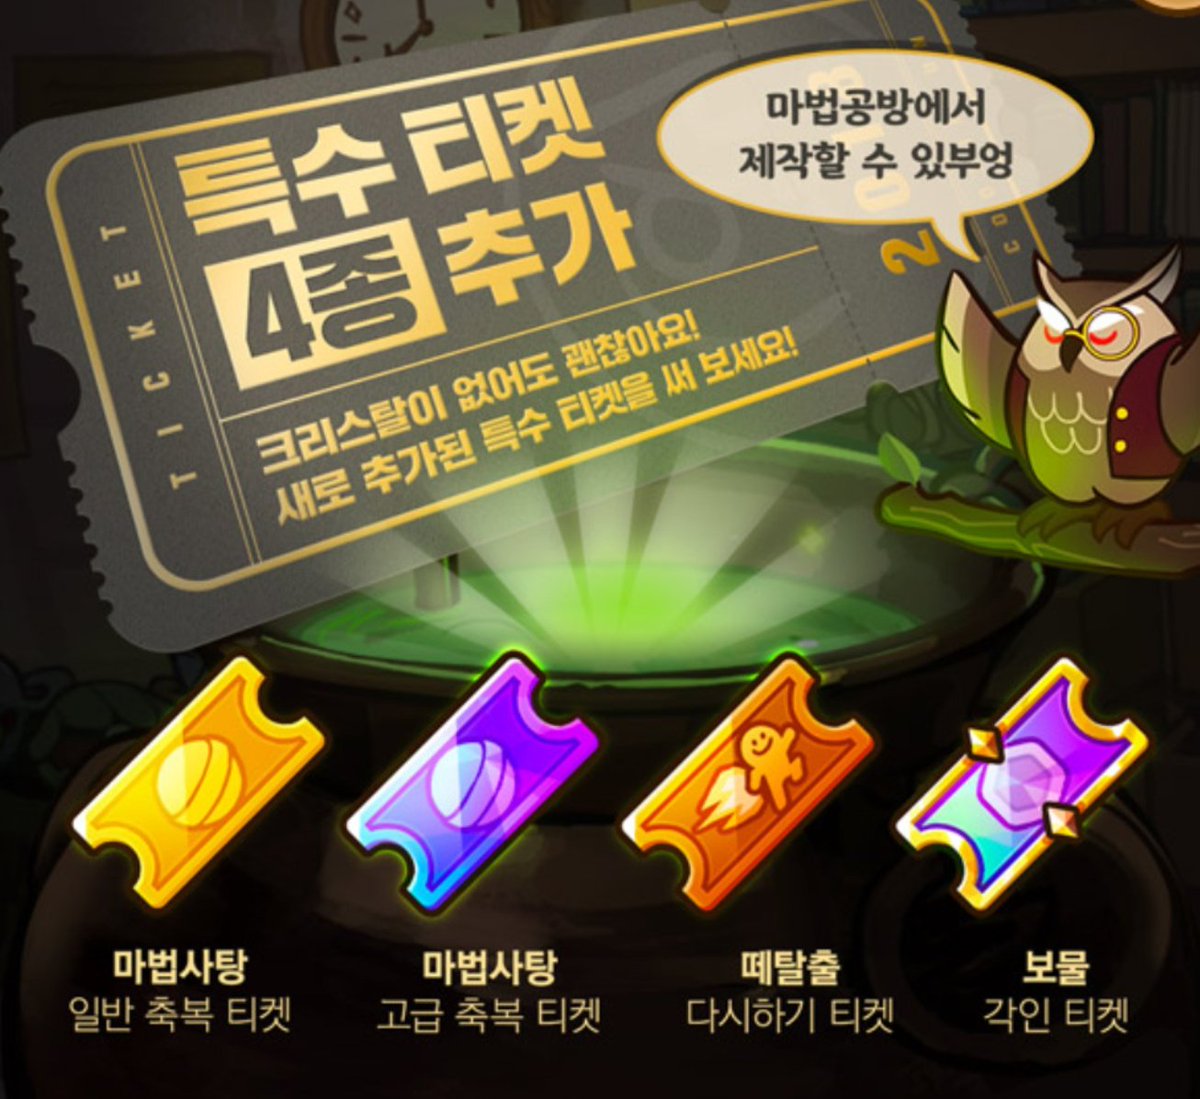 특수 티켓
4종 추가
크리스탈이 없어도 괜찮아요!
새로 추가된 특수 티켓을 써 보세요!
TICKET
마법공방에서
제작할 수 있부엉
마법사탕
일반 축복 티켓
마법사탕
고급 축복 티켓
떼탈출
다시하기 티켓
보물
각인 티켓